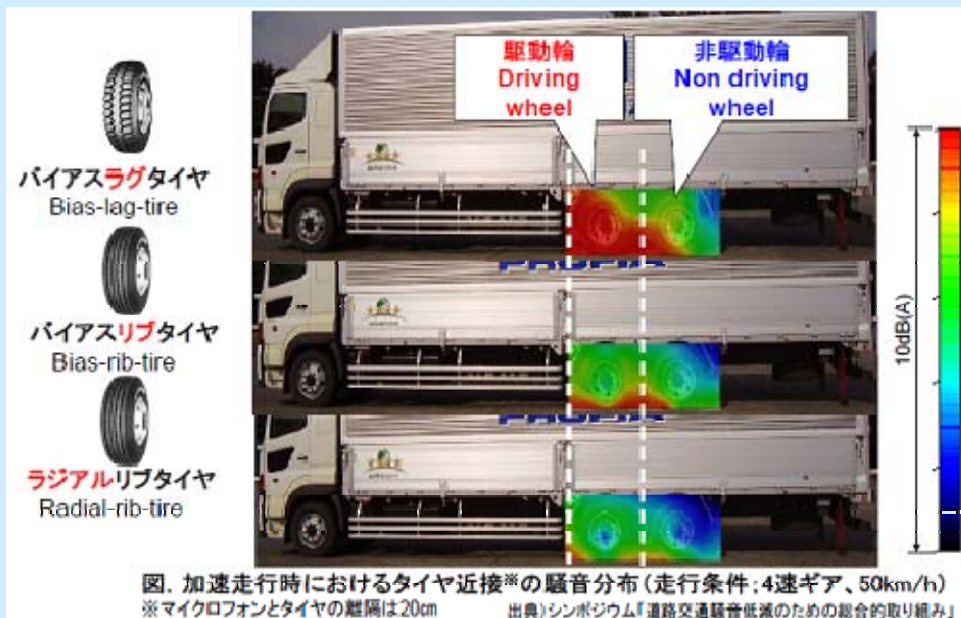 駆動輪
Driving
wheel
非駆動輪
Non driving
wheel
バイアスラグタイヤ
Bias-lag-tire
バイアスリブタイヤ
Bias-rib-tire
ラジアルリブタイヤ
Radial-rib-tire
10dB(A)
図. 加速走行時におけるタイヤ近接※の騒音分布(走行条件;4速ギア、50km/h)
※マイクロフォンとタイヤの離隔は20cm
出典)シンポジウム「道路交通騒音低減のための総合的取り組み」